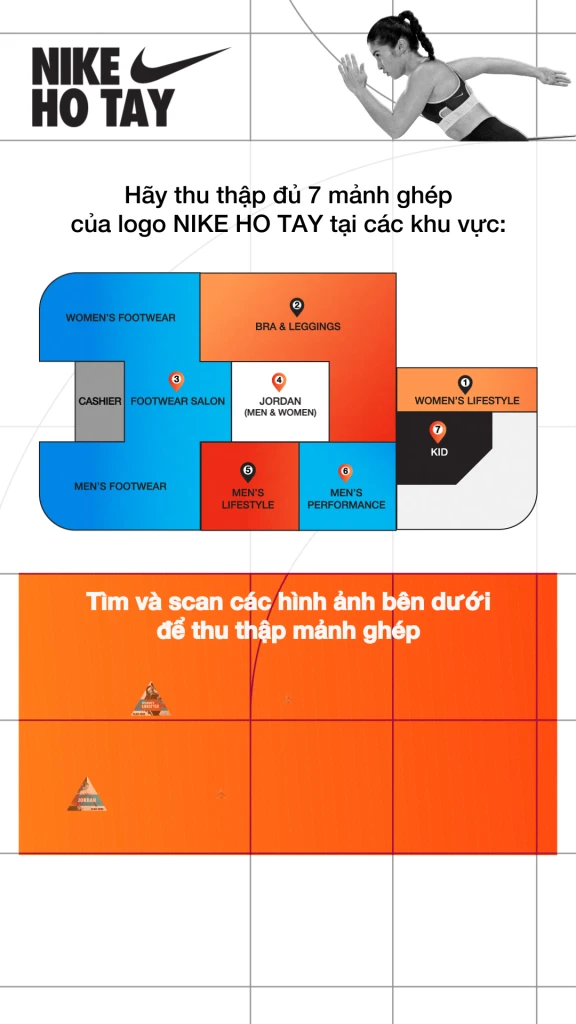 NIKE
HO TAY
Hãy thu thập đủ 7 mảnh ghép
của logo NIKE HO TAY tại các khu vực:
WOMEN'S FOOTWEAR
2
BRA & LEGGINGS
CASHIER
3
FOOTWEAR SALON
4
JORDAN
(MEN & WOMEN)
1
WOMEN'S LIFESTYLE
7
KID
MEN'S FOOTWEAR
5
MEN'S
LIFESTYLE
6
MEN'S
PERFORMANCE
Tìm và scan các hình ảnh bên dưới
để thu thập mảnh ghép
LIFESTYLE
JORDAN